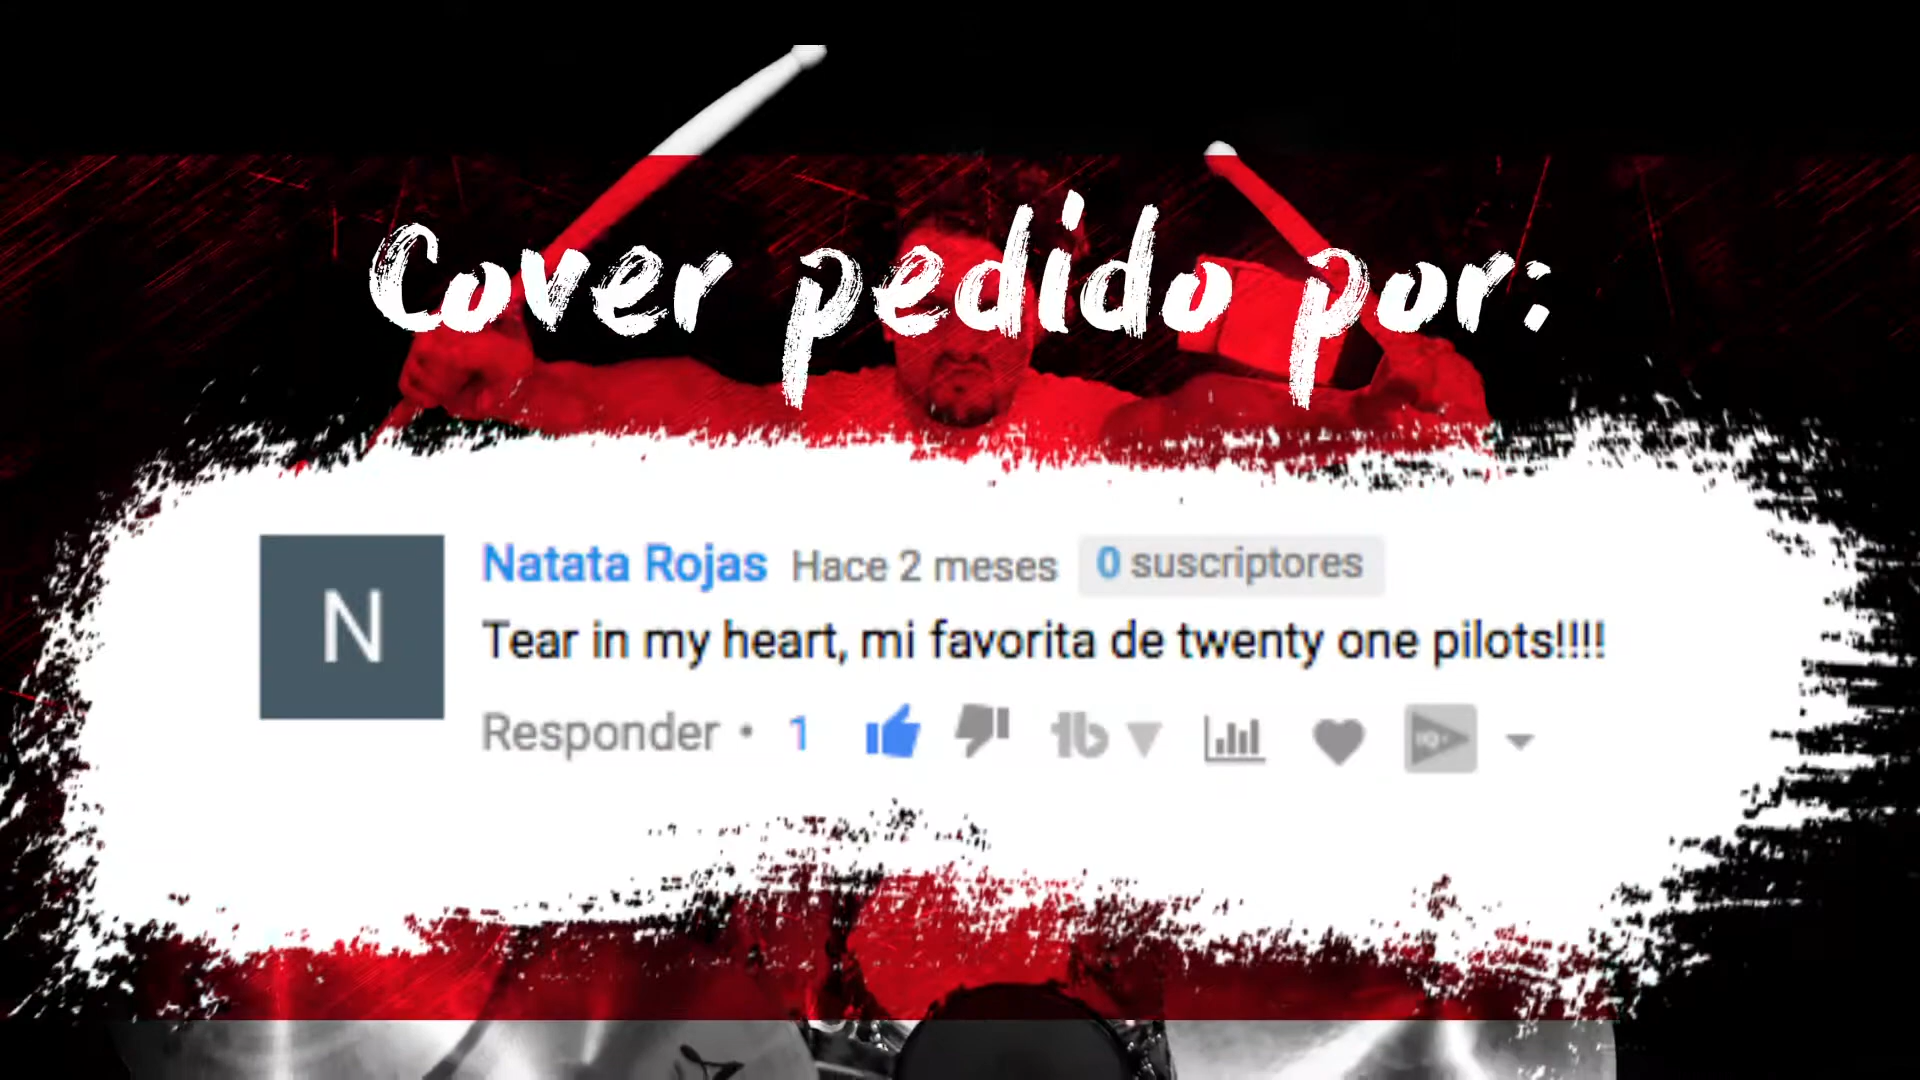 Cover pedido por:
N
Natata Rojas Hace 2 meses 0 suscriptores
Tear in my heart, mi favorita de twenty one pilots!!!!
Responder • 1